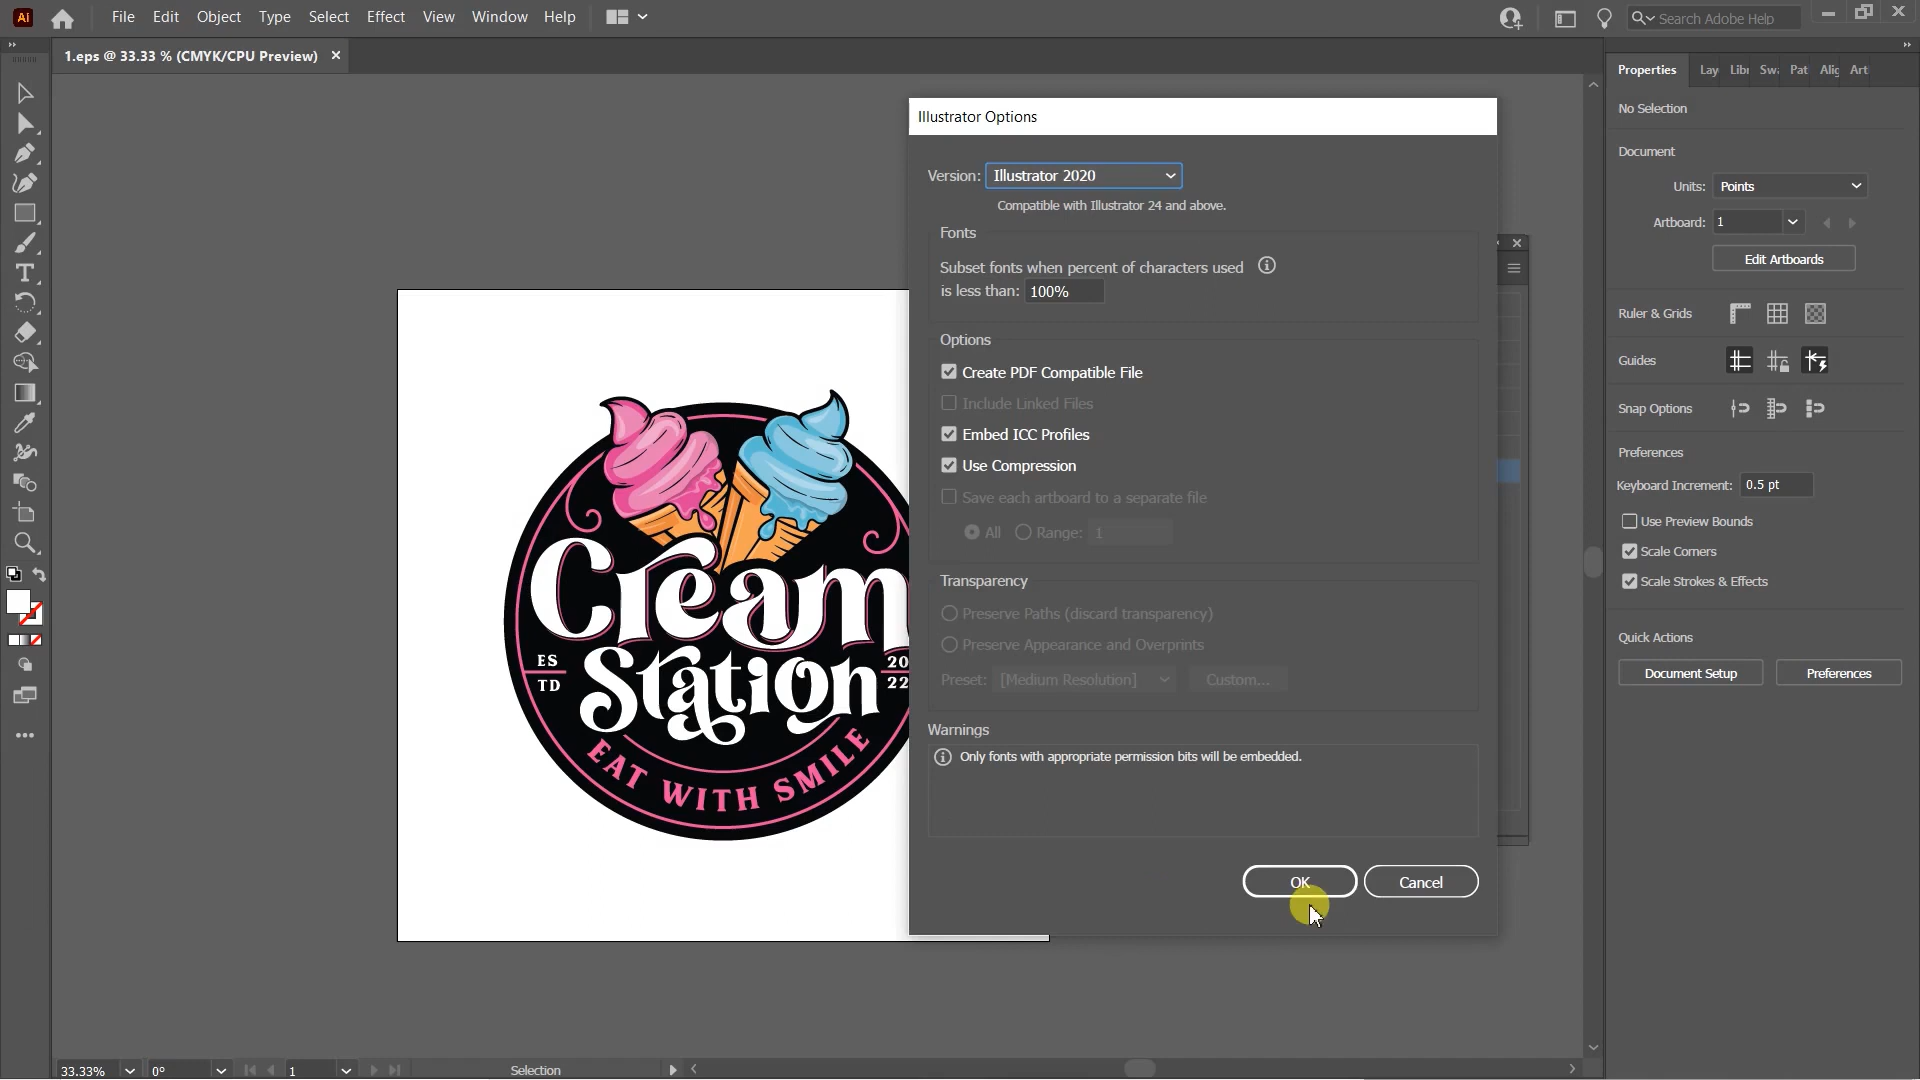 Ai
File Edit Object Type Select Effect View Window Help
Search Adobe Help
1.eps @ 33.33 % (CMYK/CPU Preview)
Illustrator Options
Version: Illustrator 2020
Compatible with Illustrator 24 and above.
Fonts
Subset fonts when percent of characters used
is less than: 100%
Options
Create PDF Compatible File
Include Linked Files
Embed ICC Profiles
Use Compression
Save each artboard to a separate file
All Range: 1
Transparency
Preserve Paths (discard transparency)
Preserve Appearance and Overprints
Preset: [Medium Resolution] Custom...
Warnings
Only fonts with appropriate permission bits will be embedded.
OK Cancel
Cream
Station
ES
TD
20
22
EAT WITH SMILE
Properties Lay Libr Swa Pat Alig Art
No Selection
Document
Units: Points
Artboard: 1
Edit Artboards
Ruler & Grids
Guides
Snap Options
Preferences
Keyboard Increment: 0.5 pt
Use Preview Bounds
Scale Corners
Scale Strokes & Effects
Quick Actions
Document Setup Preferences
33.33% 0° 1 Selection